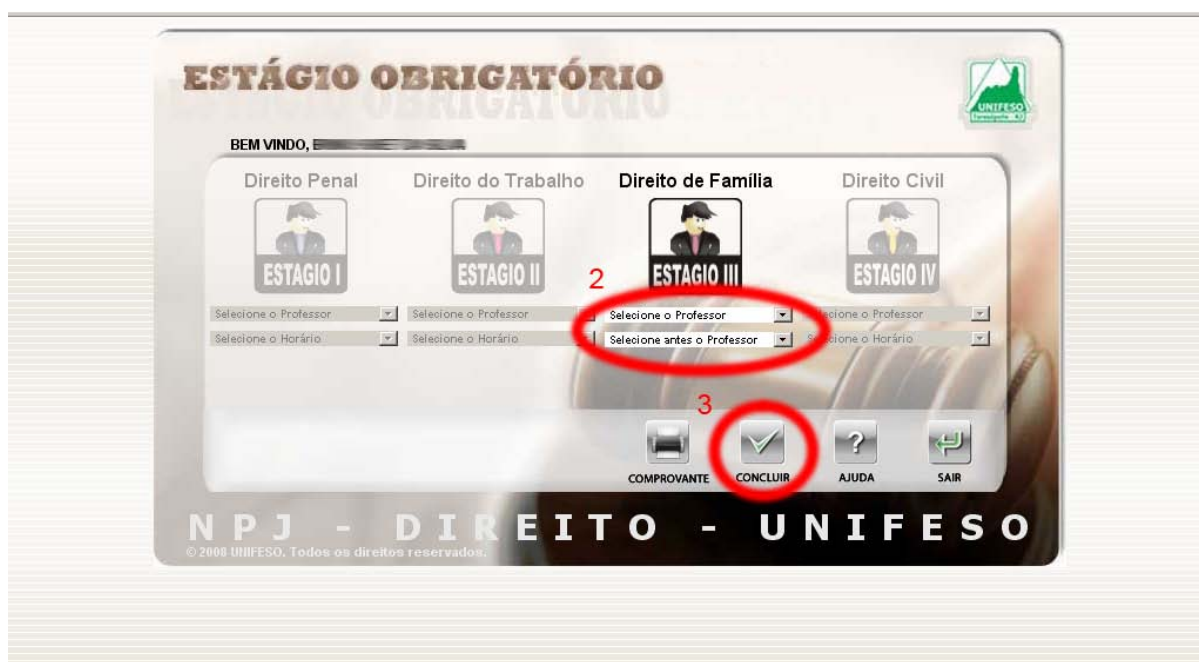 ESTÁGIO OBRIGATÓRIO
UNIFESO
BEM VINDO,
Direito Penal
Direito do Trabalho
Direito de Família
Direito Civil
ESTAGIO I
ESTAGIO II
2
ESTAGIO III
ESTAGIO IV
Selecione o Professor
Selecione o Professor
Selecione o Professor
Selecione o Professor
Selecione o Horário
Selecione o Horário
Selecione antes o Professor
Selecione o Horário
3
?
COMPROVANTE
CONCLUIR
AJUDA
SAIR
NPJ - DIREITO - UNIFESO
© 2008 UNIFESO. Todos os direitos reservados.